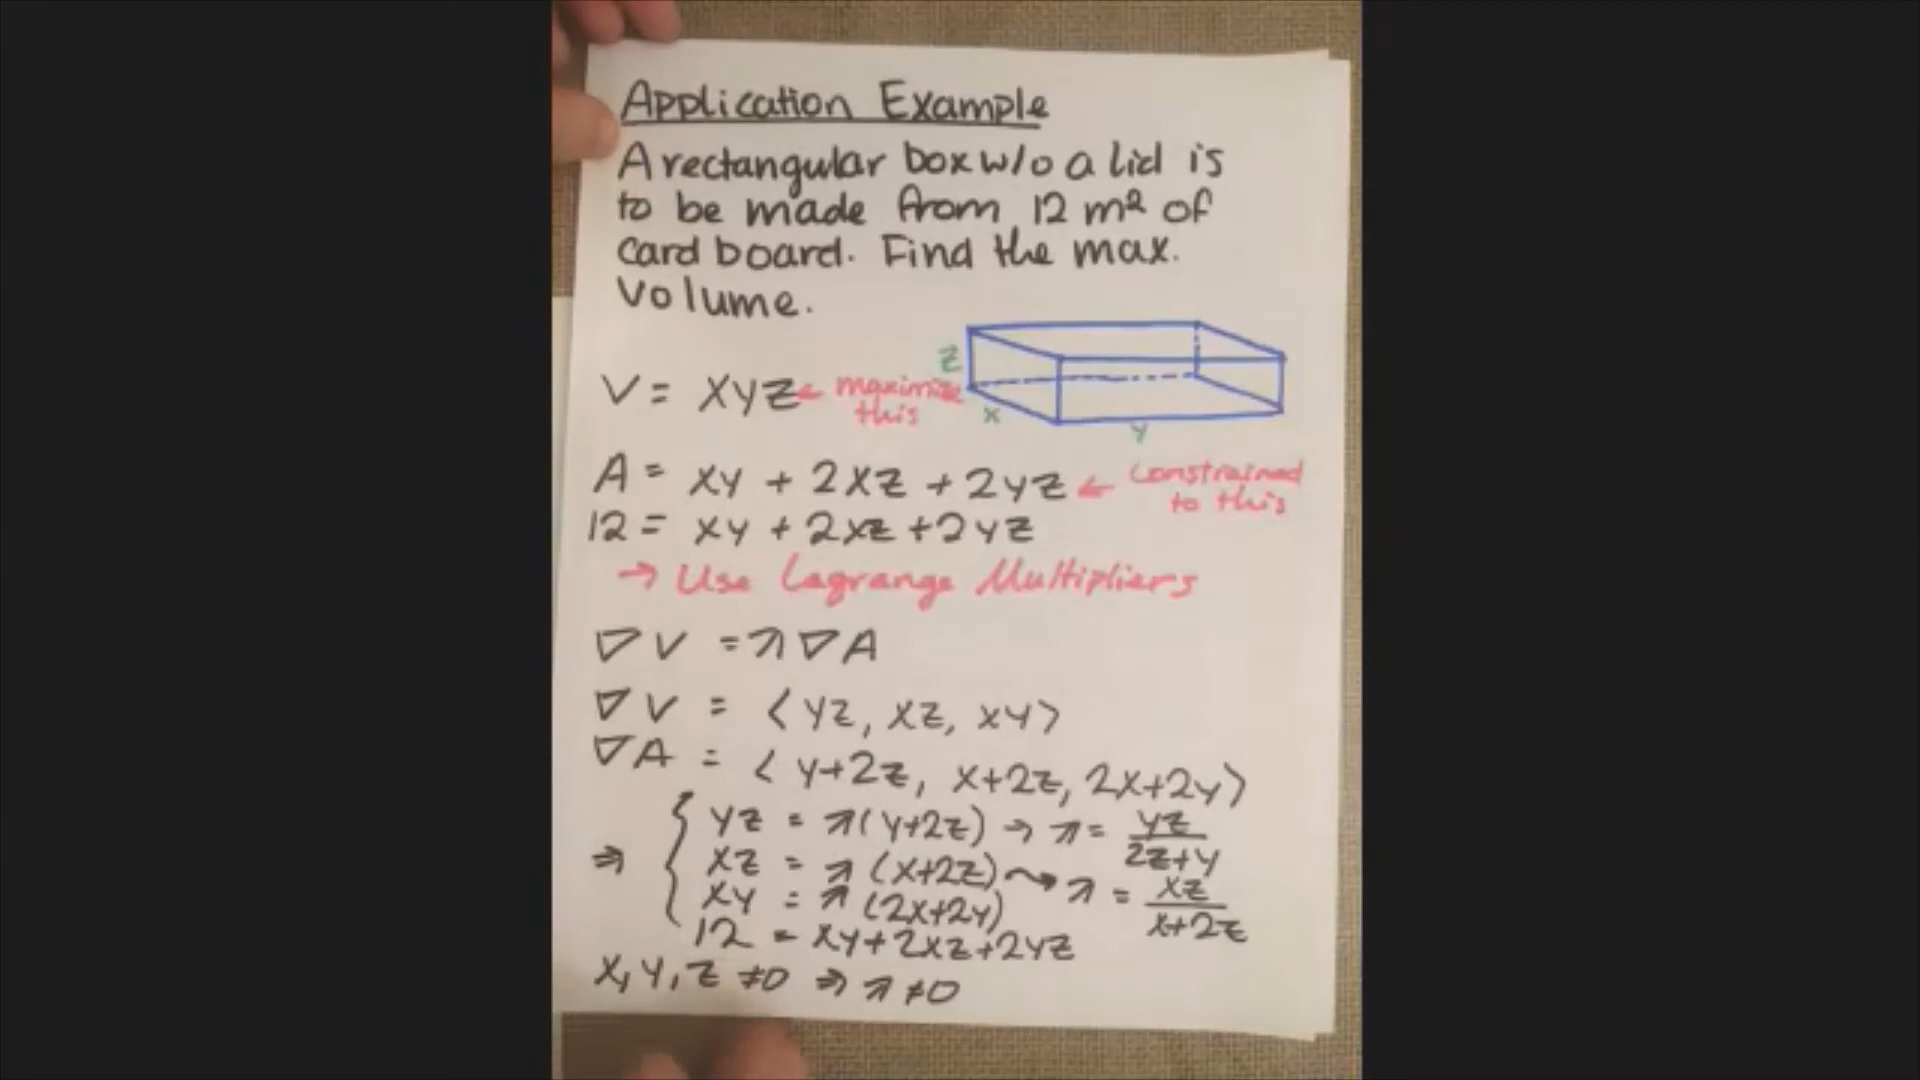 Application Example
A rectangular box w/o a lid is
to be made from 12 m² of
card board. Find the max.
Volume.
V = XYZ ← maximize
this
Z
X
Y
A = XY + 2XZ + 2YZ ← constrained
to this
12 = XY + 2XZ + 2YZ
→ Use Lagrange Multipliers
∇V = λ∇A
∇V = ⟨YZ, XZ, XY⟩
∇A = ⟨Y+2Z, X+2Z, 2X+2Y⟩
⇒ { YZ = λ(Y+2Z) → λ = YZ/2Z+Y
XZ = λ(X+2Z) ⇝ λ = XZ/X+2Z
XY = λ(2X+2Y)
12 = XY + 2XZ + 2YZ
X, Y, Z ≠ 0 ⇒ λ ≠ 0